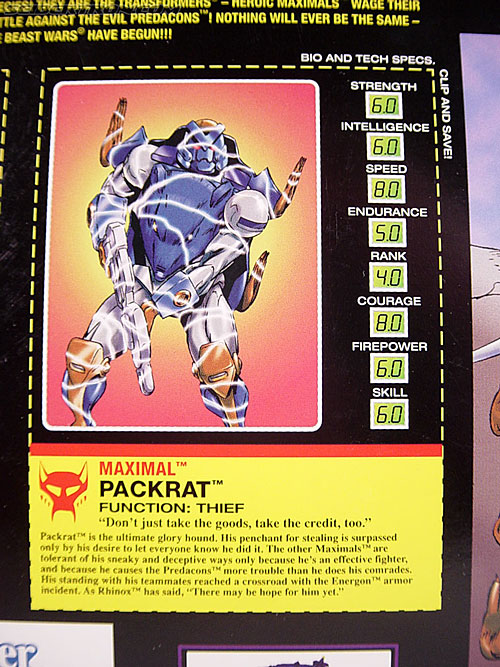 THEY ARE THE TRANSFORMERS™ – HEROIC MAXIMALS™ WAGE THEIR
TTLE AGAINST THE EVIL PREDACONS™! NOTHING WILL EVER BE THE SAME –
E BEAST WARS® HAVE BEGUN!!!
BIO AND TECH SPECS.
CLIP AND SAVE!
STRENGTH
6.0
INTELLIGENCE
6.0
SPEED
8.0
ENDURANCE
5.0
RANK
4.0
COURAGE
8.0
FIREPOWER
6.0
SKILL
6.0
MAXIMAL™
PACKRAT™
FUNCTION: THIEF
"Don't just take the goods, take the credit, too."
Packrat™ is the ultimate glory hound. His penchant for stealing is surpassed
only by his desire to let everyone know he did it. The other Maximals™ are
tolerant of his sneaky and deceptive ways only because he's an effective fighter,
and because he causes the Predacons™ more trouble than he does his comrades.
His standing with his teammates reached a crossroad with the Energon™ armor
incident. As Rhinox™ has said, "There may be hope for him yet."
er